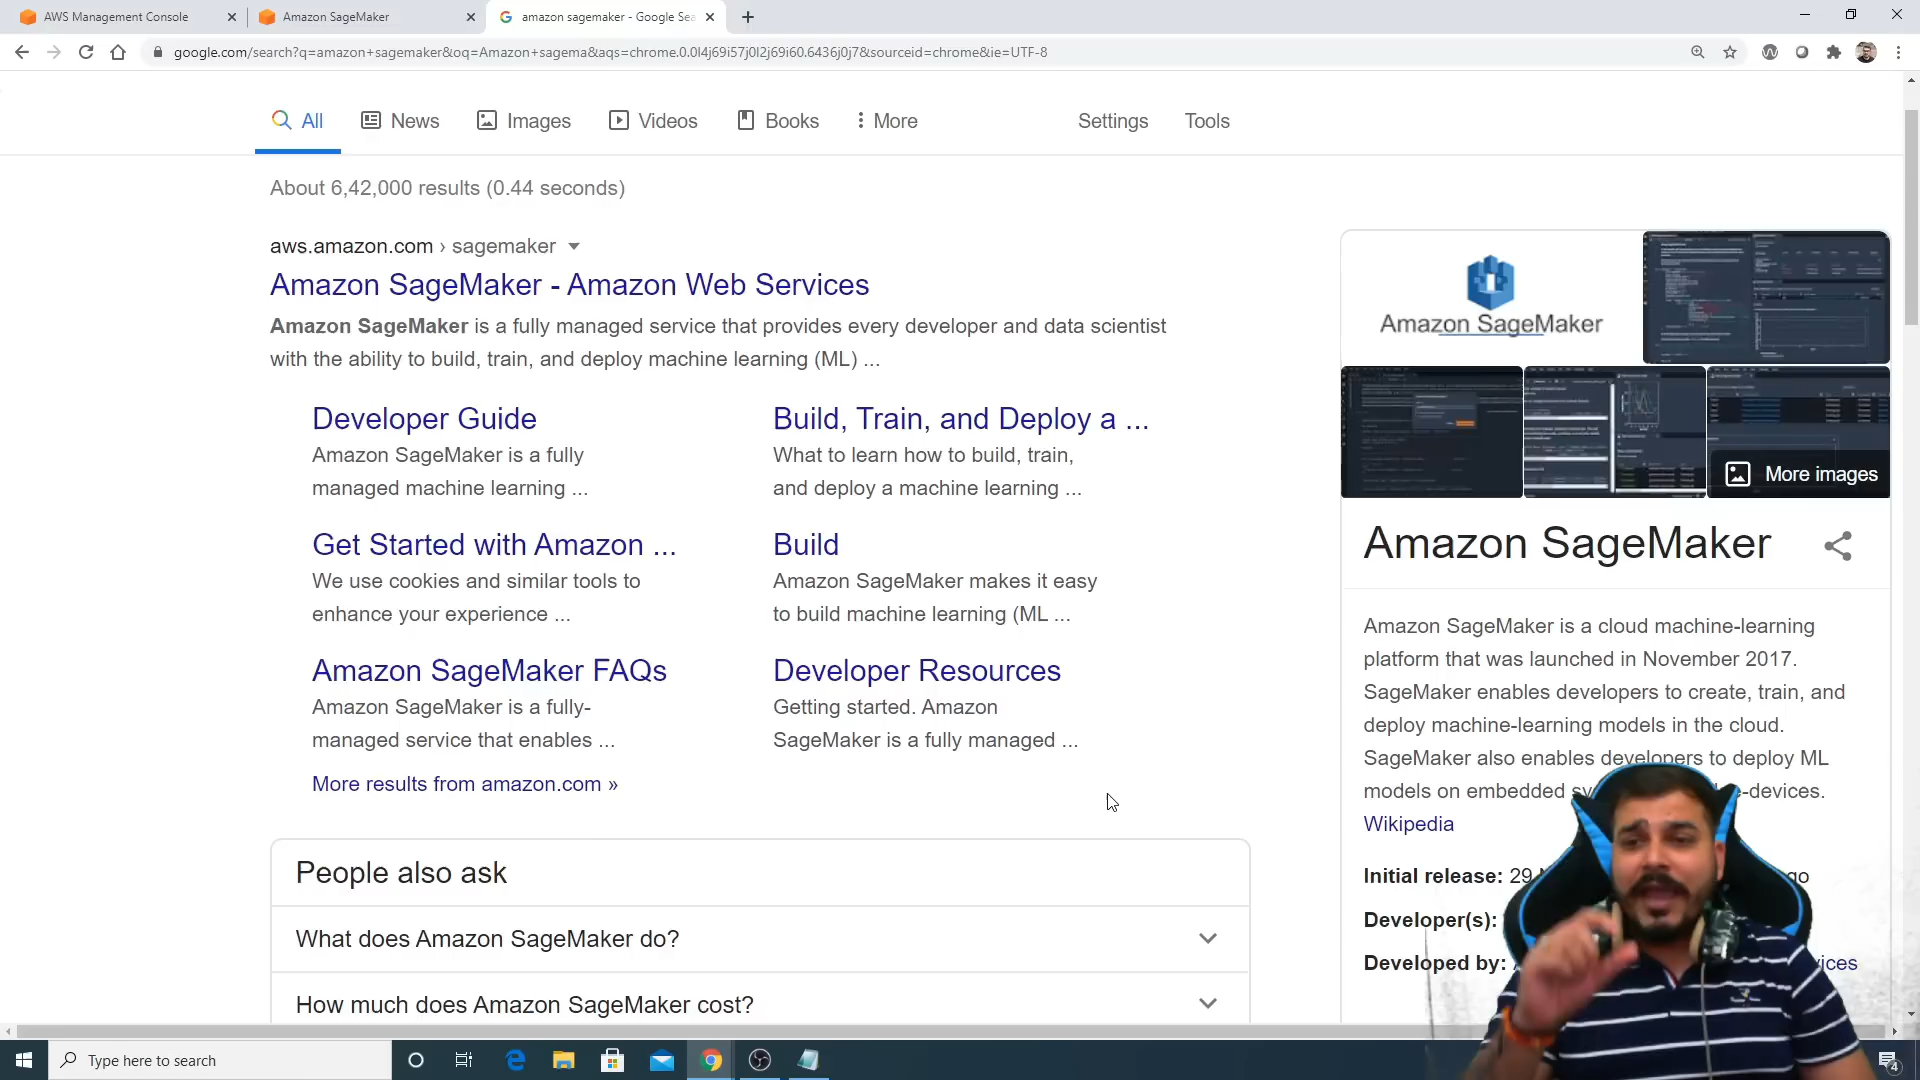 AWS Management Console
Amazon SageMaker
amazon sagemaker - Google Sea
google.com/search?q=amazon+sagemaker&oq=Amazon+sagema&aqs=chrome.0.0l4j69i57j0l2j69i60.6436j0j7&sourceid=chrome&ie=UTF-8
All News Images Videos Books More Settings Tools
About 6,42,000 results (0.44 seconds)
aws.amazon.com › sagemaker
Amazon SageMaker - Amazon Web Services
Amazon SageMaker is a fully managed service that provides every developer and data scientist
with the ability to build, train, and deploy machine learning (ML) ...
Developer Guide
Amazon SageMaker is a fully
managed machine learning ...
Build, Train, and Deploy a ...
What to learn how to build, train,
and deploy a machine learning ...
Get Started with Amazon ...
We use cookies and similar tools to
enhance your experience ...
Build
Amazon SageMaker makes it easy
to build machine learning (ML ...
Amazon SageMaker FAQs
Amazon SageMaker is a fully-
managed service that enables ...
Developer Resources
Getting started. Amazon
SageMaker is a fully managed ...
More results from amazon.com »
People also ask
What does Amazon SageMaker do?
How much does Amazon SageMaker cost?
Amazon SageMaker
More images
Amazon SageMaker
Amazon SageMaker is a cloud machine-learning
platform that was launched in November 2017.
SageMaker enables developers to create, train, and
deploy machine-learning models in the cloud.
SageMaker also enables developers to deploy ML
models on embedded sy e-devices.
Wikipedia
Initial release: 29 go
Developer(s):
Developed by: vices
Type here to search
4